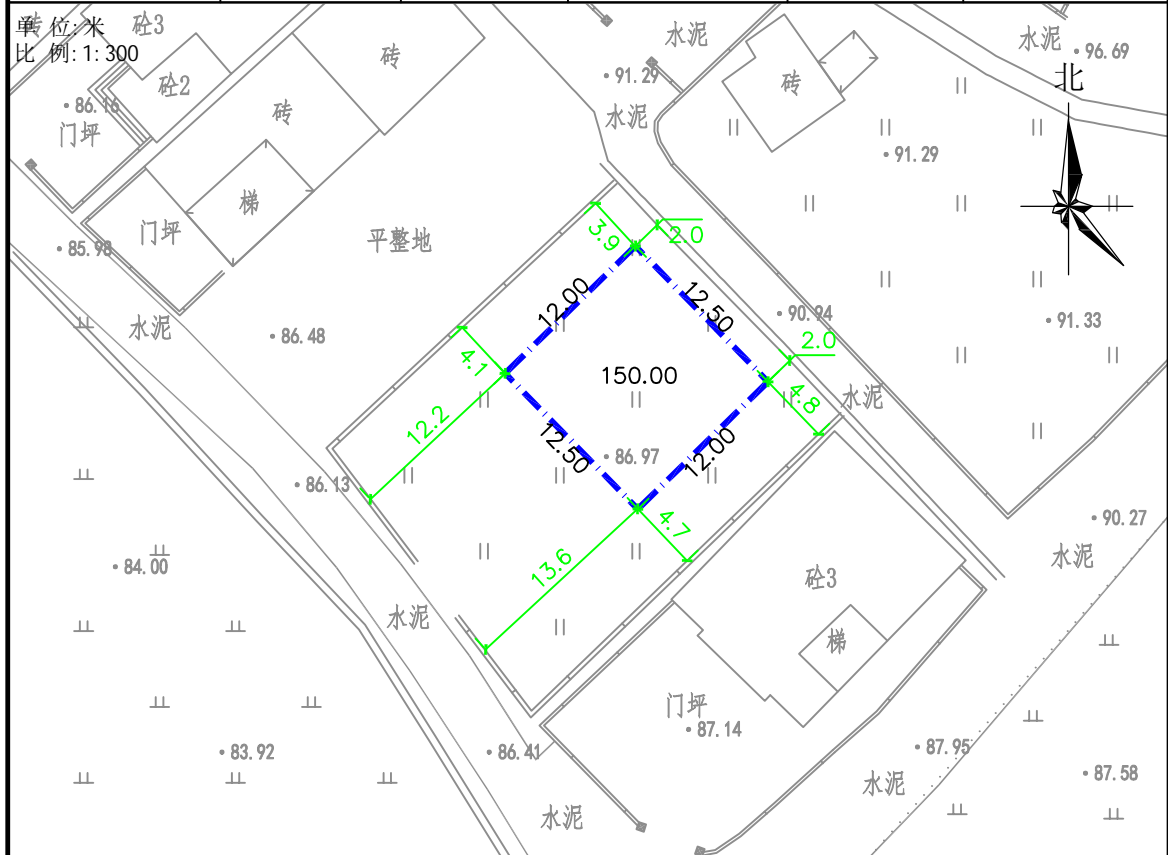 单 位:米
比 例:1:300
砖
砼3
砖
水泥
水泥
96.69
北
砼2
91.29
砖
86.16
门坪
砖
水泥
91.29
梯
门坪
平整地
85.98
3.9
2.0
水泥
86.48
12.00
12.50
90.94
91.33
2.0
4.1
150.00
4.8
水泥
12.2
12.50
12.00
86.97
86.13
4.7
90.27
水泥
84.00
13.6
砼3
水泥
梯
门坪
87.14
83.92
86.41
87.95
水泥
87.58
水泥